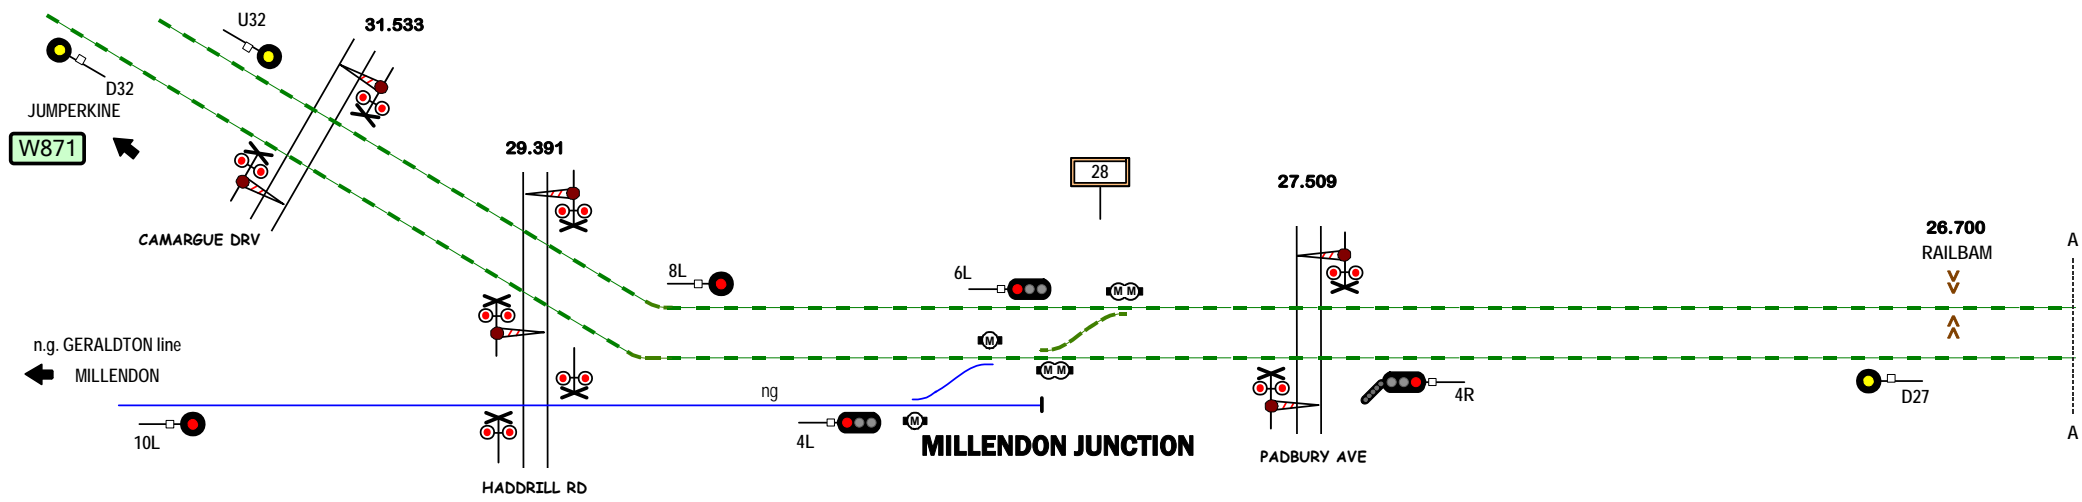 U32
31.533
D32
JUMPERKINE
W871
29.391
28
27.509
26.700
RAILBAM
A
CAMARGUE DRV
8L
6L
M M
M
M M
n.g. GERALDTON line
MILLENDON
ng
4R
D27
10L
4L
M
MILLENDON JUNCTION
PADBURY AVE
A
HADDRILL RD